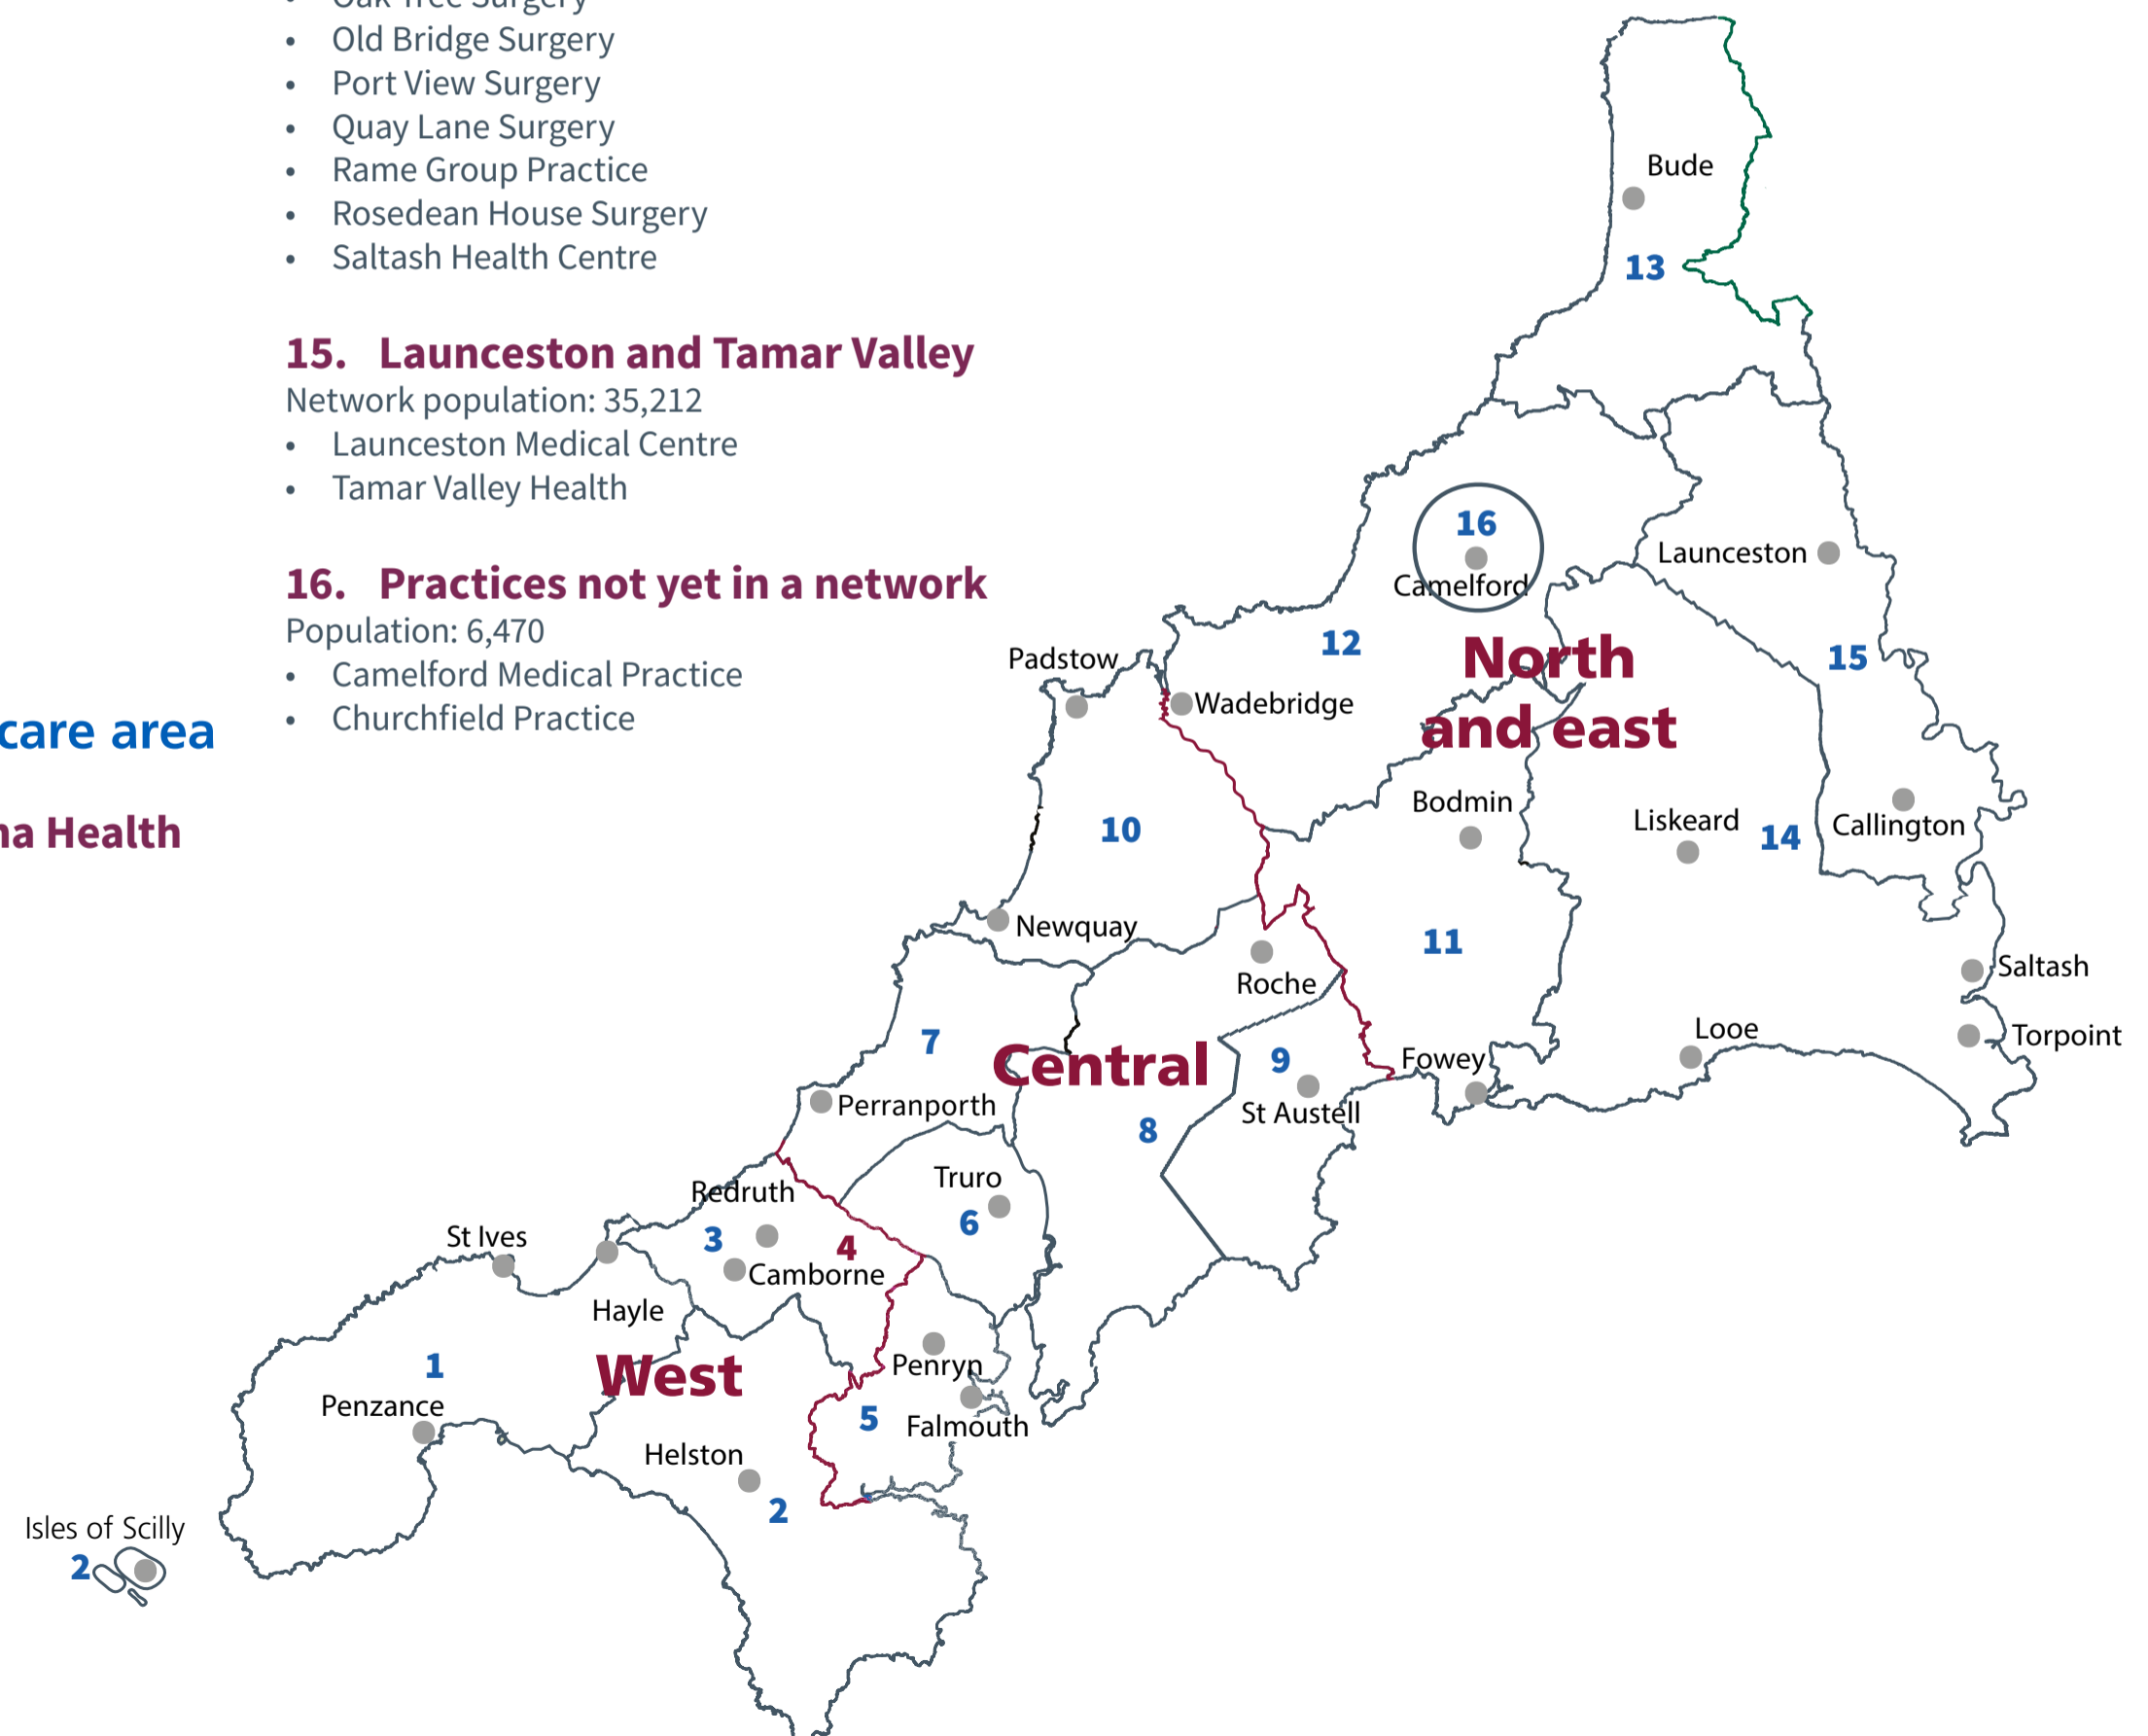 • Oak Tree Surgery
• Old Bridge Surgery
• Port View Surgery
• Quay Lane Surgery
• Rame Group Practice
• Rosedean House Surgery
• Saltash Health Centre
15. Launceston and Tamar Valley
Network population: 35,212
• Launceston Medical Centre
• Tamar Valley Health
16. Practices not yet in a network
Population: 6,470
• Camelford Medical Practice
• Churchfield Practice
care area
Health
Bude
13
16
Camelford
Launceston
12
North
and east
15
Padstow
Wadebridge
Bodmin
Liskeard
14
Callington
10
Newquay
11
Roche
Saltash
7
Central
9
Fowey
Looe
Torpoint
Perranporth
St Austell
8
Truro
6
Redruth
3
4
St Ives
Camborne
Hayle
1
West
Penryn
Penzance
5
Falmouth
Helston
2
Isles of Scilly
2